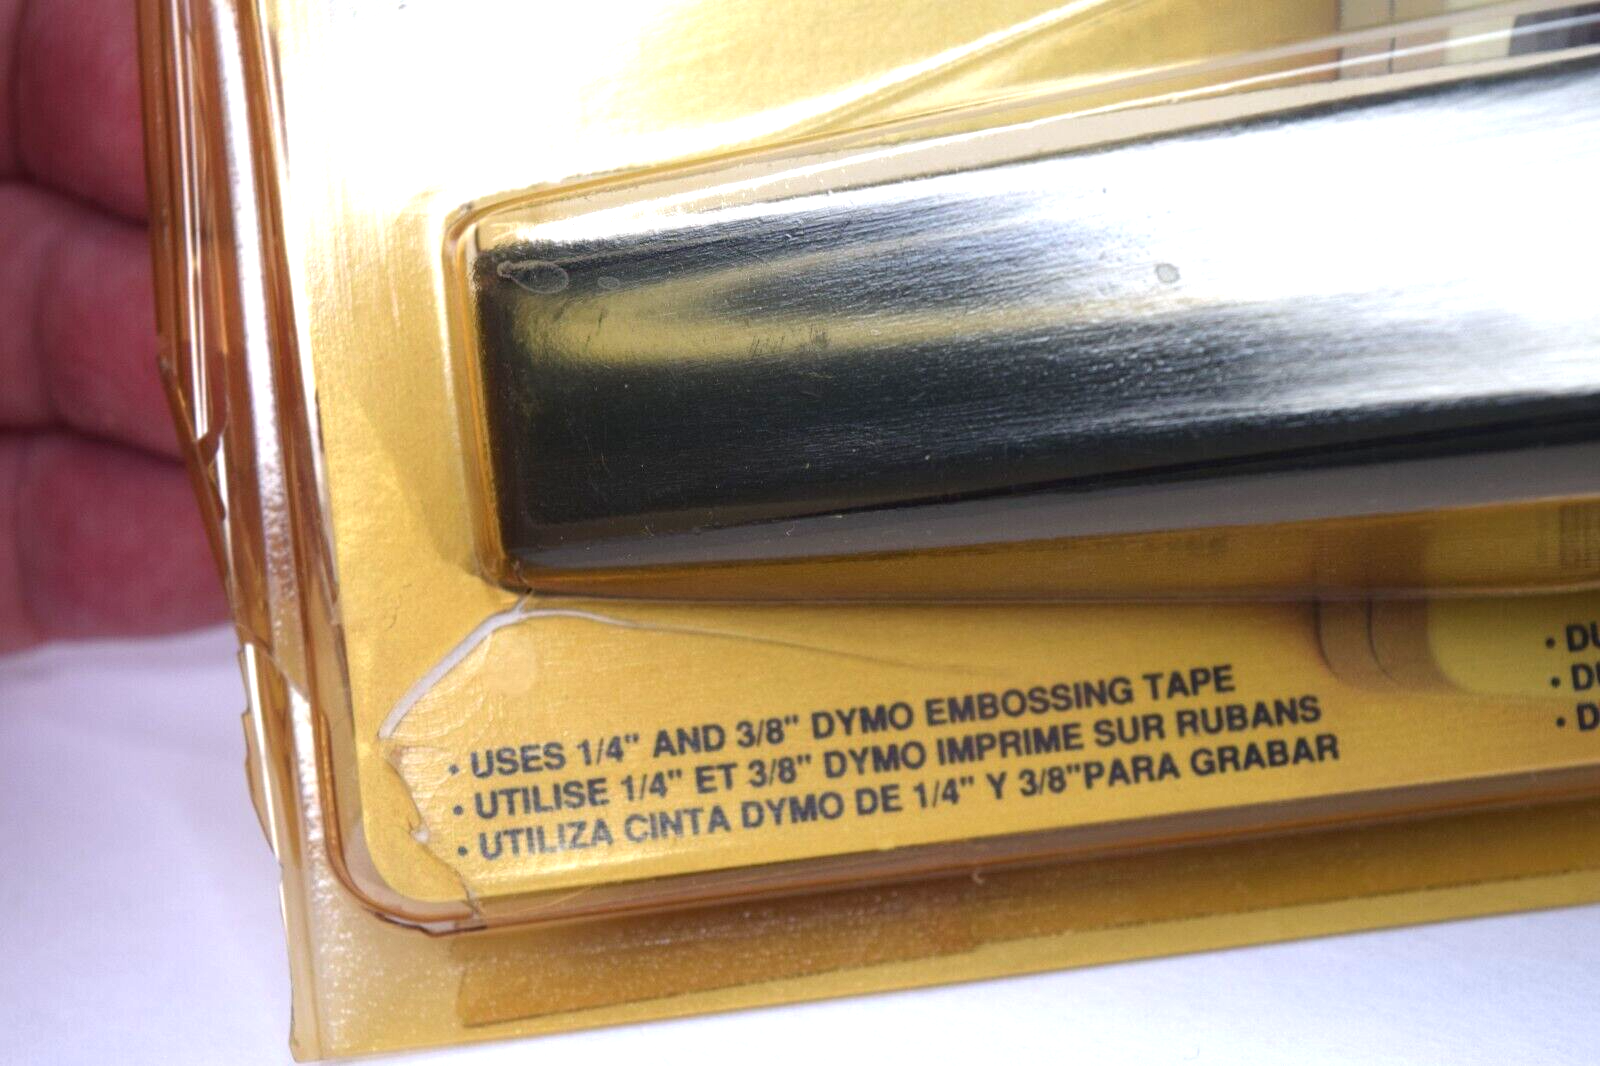 • USES 1/4" AND 3/8" DYMO EMBOSSING TAPE
• UTILISE 1/4" ET 3/8" DYMO IMPRIME SUR RUBANS
• UTILIZA CINTA DYMO DE 1/4" Y 3/8"PARA GRABAR